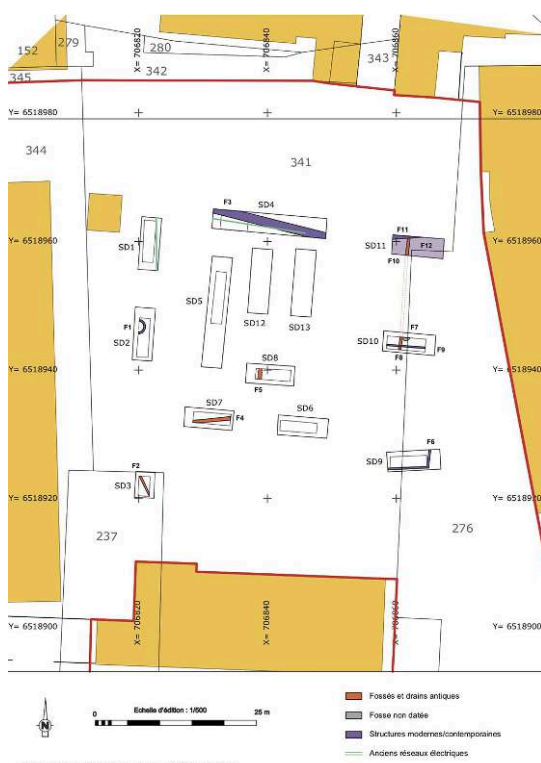 152
279
280
345
342
343
X= 706820
X= 706840
X= 706860
Y= 6518980
Y= 6518980
344
341
F3
SD4
Y= 6518960
SD1
SD11
F11
F12
F10
Y= 6518960
SD5
SD12
SD13
F1
SD2
SD10
F7
F8
F9
Y= 6518940
SD8
F5
Y= 6518940
SD7
F4
SD6
F6
SD9
F2
SD3
Y= 6518920
Y= 6518920
237
276
X= 706820
X= 706840
X= 706860
Y= 6518900
Y= 6518900
N
0
Echelle d'édition : 1/500
25 m
Fossés et drains antiques
Fosse non datée
Structures modernes/contemporaines
Anciens réseaux électriques